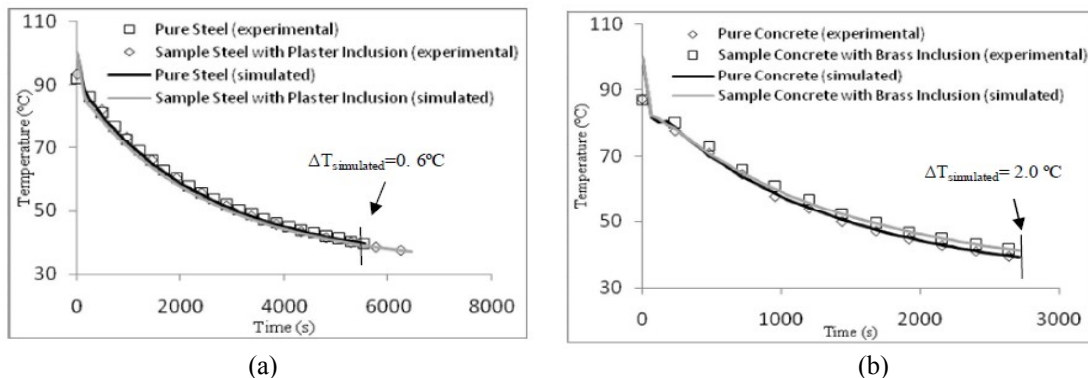 110
90
70
50
30
Temperature (ºC)
Pure Steel (experimental)
Sample Steel with Plaster Inclusion (experimental)
Pure Steel (simulated)
Sample Steel with Plaster Inclusion (simulated)
ΔTsimulated=0. 6ºC
0 2000 4000 6000 8000
Time (s)
(a)
110
90
70
50
30
Temperature (ºC)
Pure Concrete (experimental)
Sample Concrete with Brass Inclusion (experimental)
Pure Concrete (simulated)
Sample Concrete with Brass Inclusion (simulated)
ΔTsimulated= 2.0 ºC
0 1000 2000 3000
Time (s)
(b)